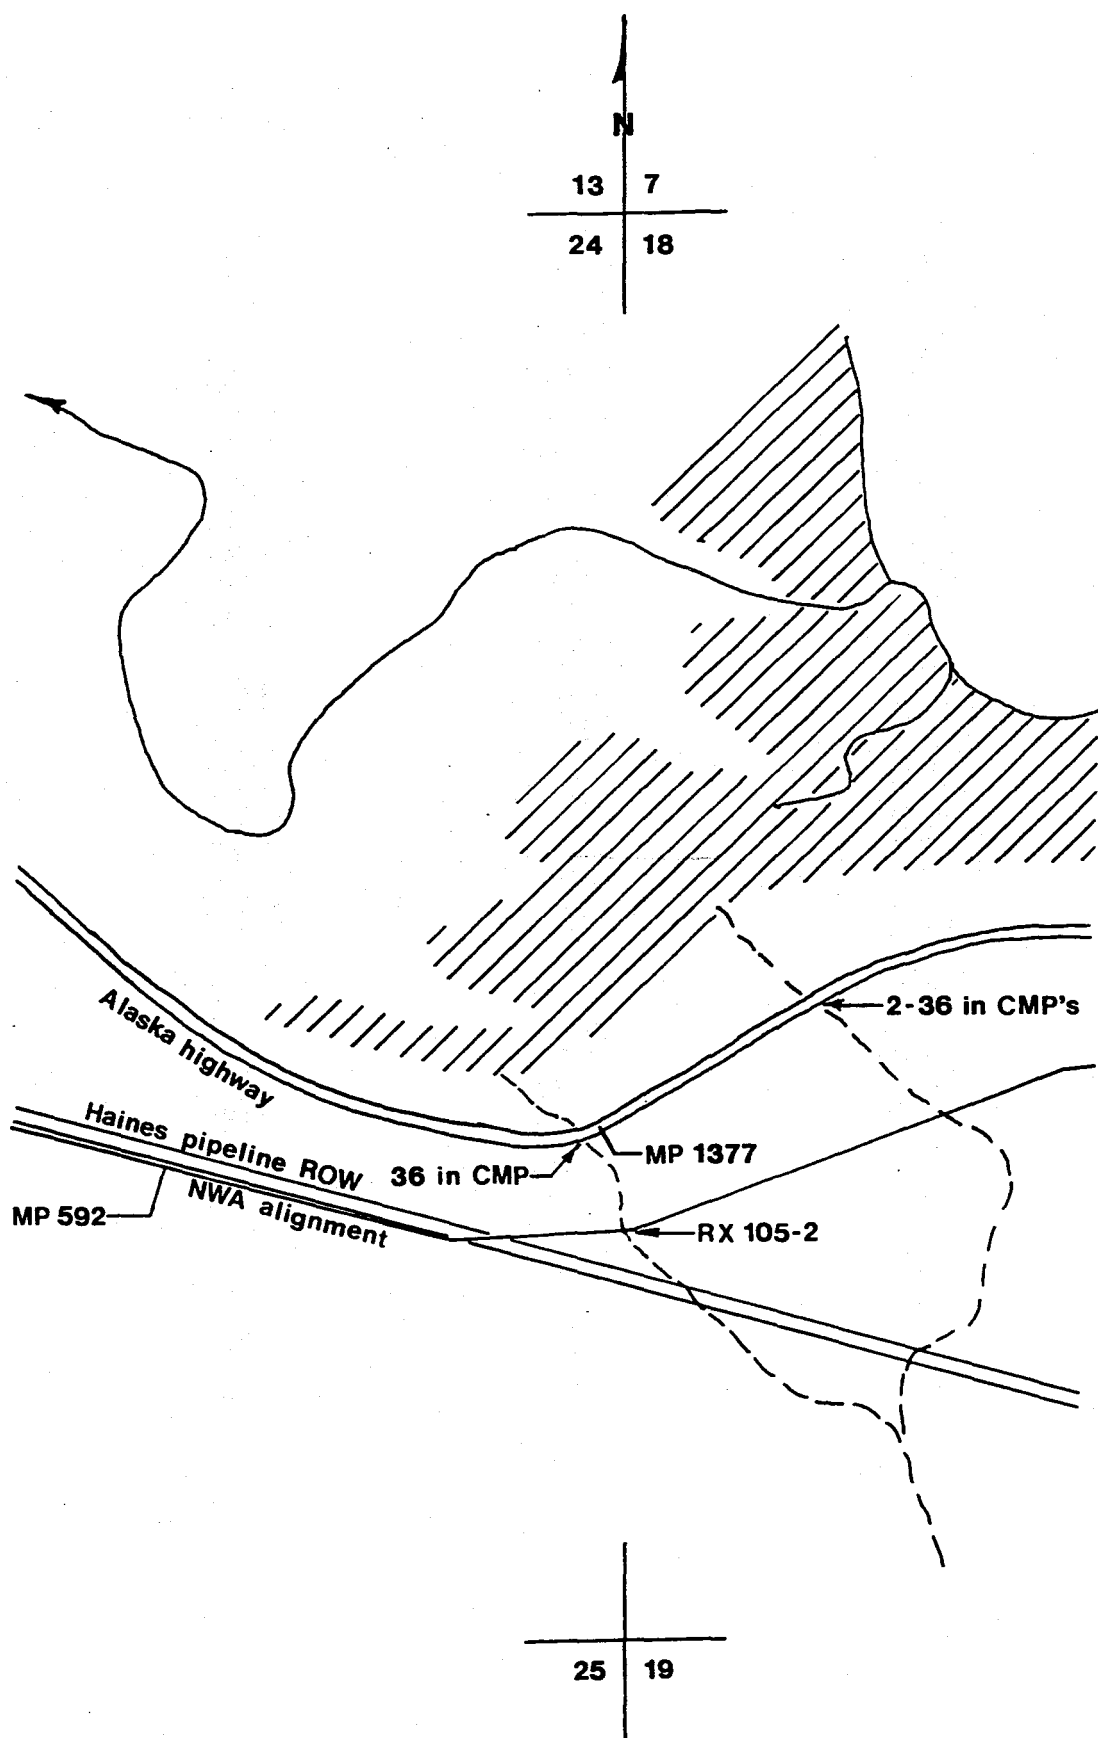 N
13 7
24 18
2-36 in CMP's
Alaska highway
Haines pipeline ROW
36 in CMP
MP 1377
NWA alignment
MP 592
RX 105-2
25 19